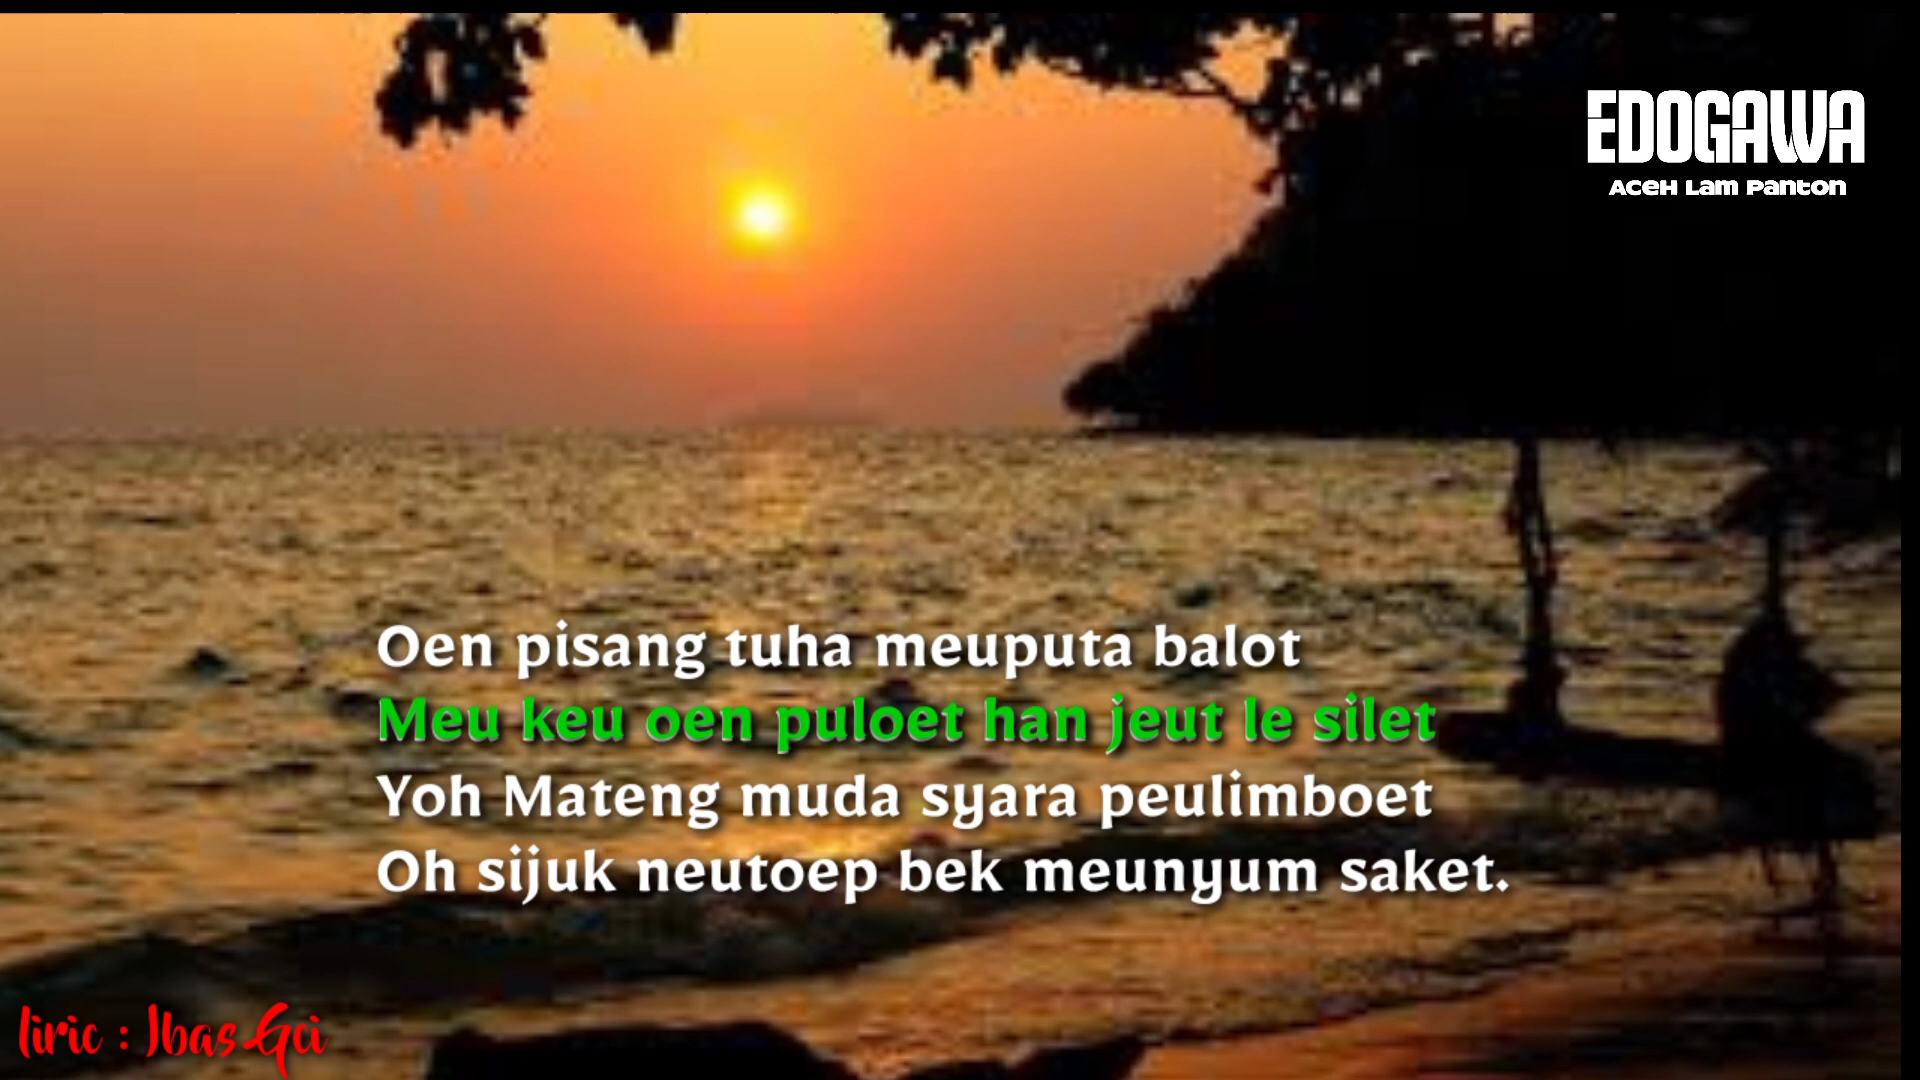 EDOGAWA
Aceh Lam Panton
Oen pisang tuha meuputa balot
Meu keu oen puloet han jeut le silet
Yoh Mateng muda syara peulimboet
Oh sijuk neutoep bek meunyum saket.
liric : Ibas Gci